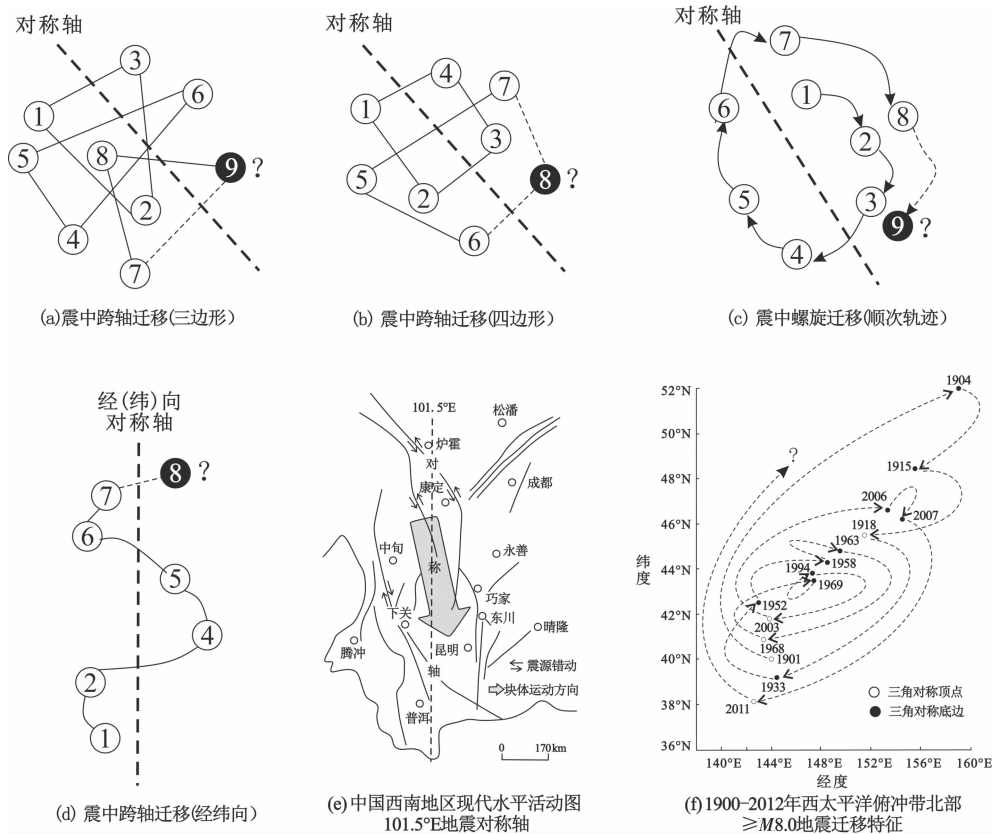 对称轴
3
6
1
8
5
9
?
2
4
7
(a)震中跨轴迁移(三边形)
对称轴
4
7
1
3
5
8
?
2
6
(b) 震中跨轴迁移(四边形)
对称轴
7
1
6
8
2
5
3
9
?
4
(c) 震中螺旋迁移(顺次轨迹)
经(纬)向
对称轴
8
?
7
6
5
4
2
1
(d) 震中跨轴迁移(经纬向)
101.5°E
松潘
炉霍
对
康定
成都
中甸
称
永善
巧家
下关
东川
晴隆
昆明
腾冲
轴
震源错动
块体运动方向
普洱
0 170km
(e)中国西南地区现代水平活动图
101.5°E地震对称轴
52°N
50°N
48°N
46°N
44°N
42°N
40°N
38°N
36°N
纬度
1904
?
1915
2006
2007
1918
1963
1958
1994
1969
1952
2003
1968
1901
1933
2011
三角对称顶点
三角对称底边
140°E 144°E 148°E 152°E 156°E 160°E
经度
(f)1900-2012年西太平洋俯冲带北部
≥M8.0地震迁移特征